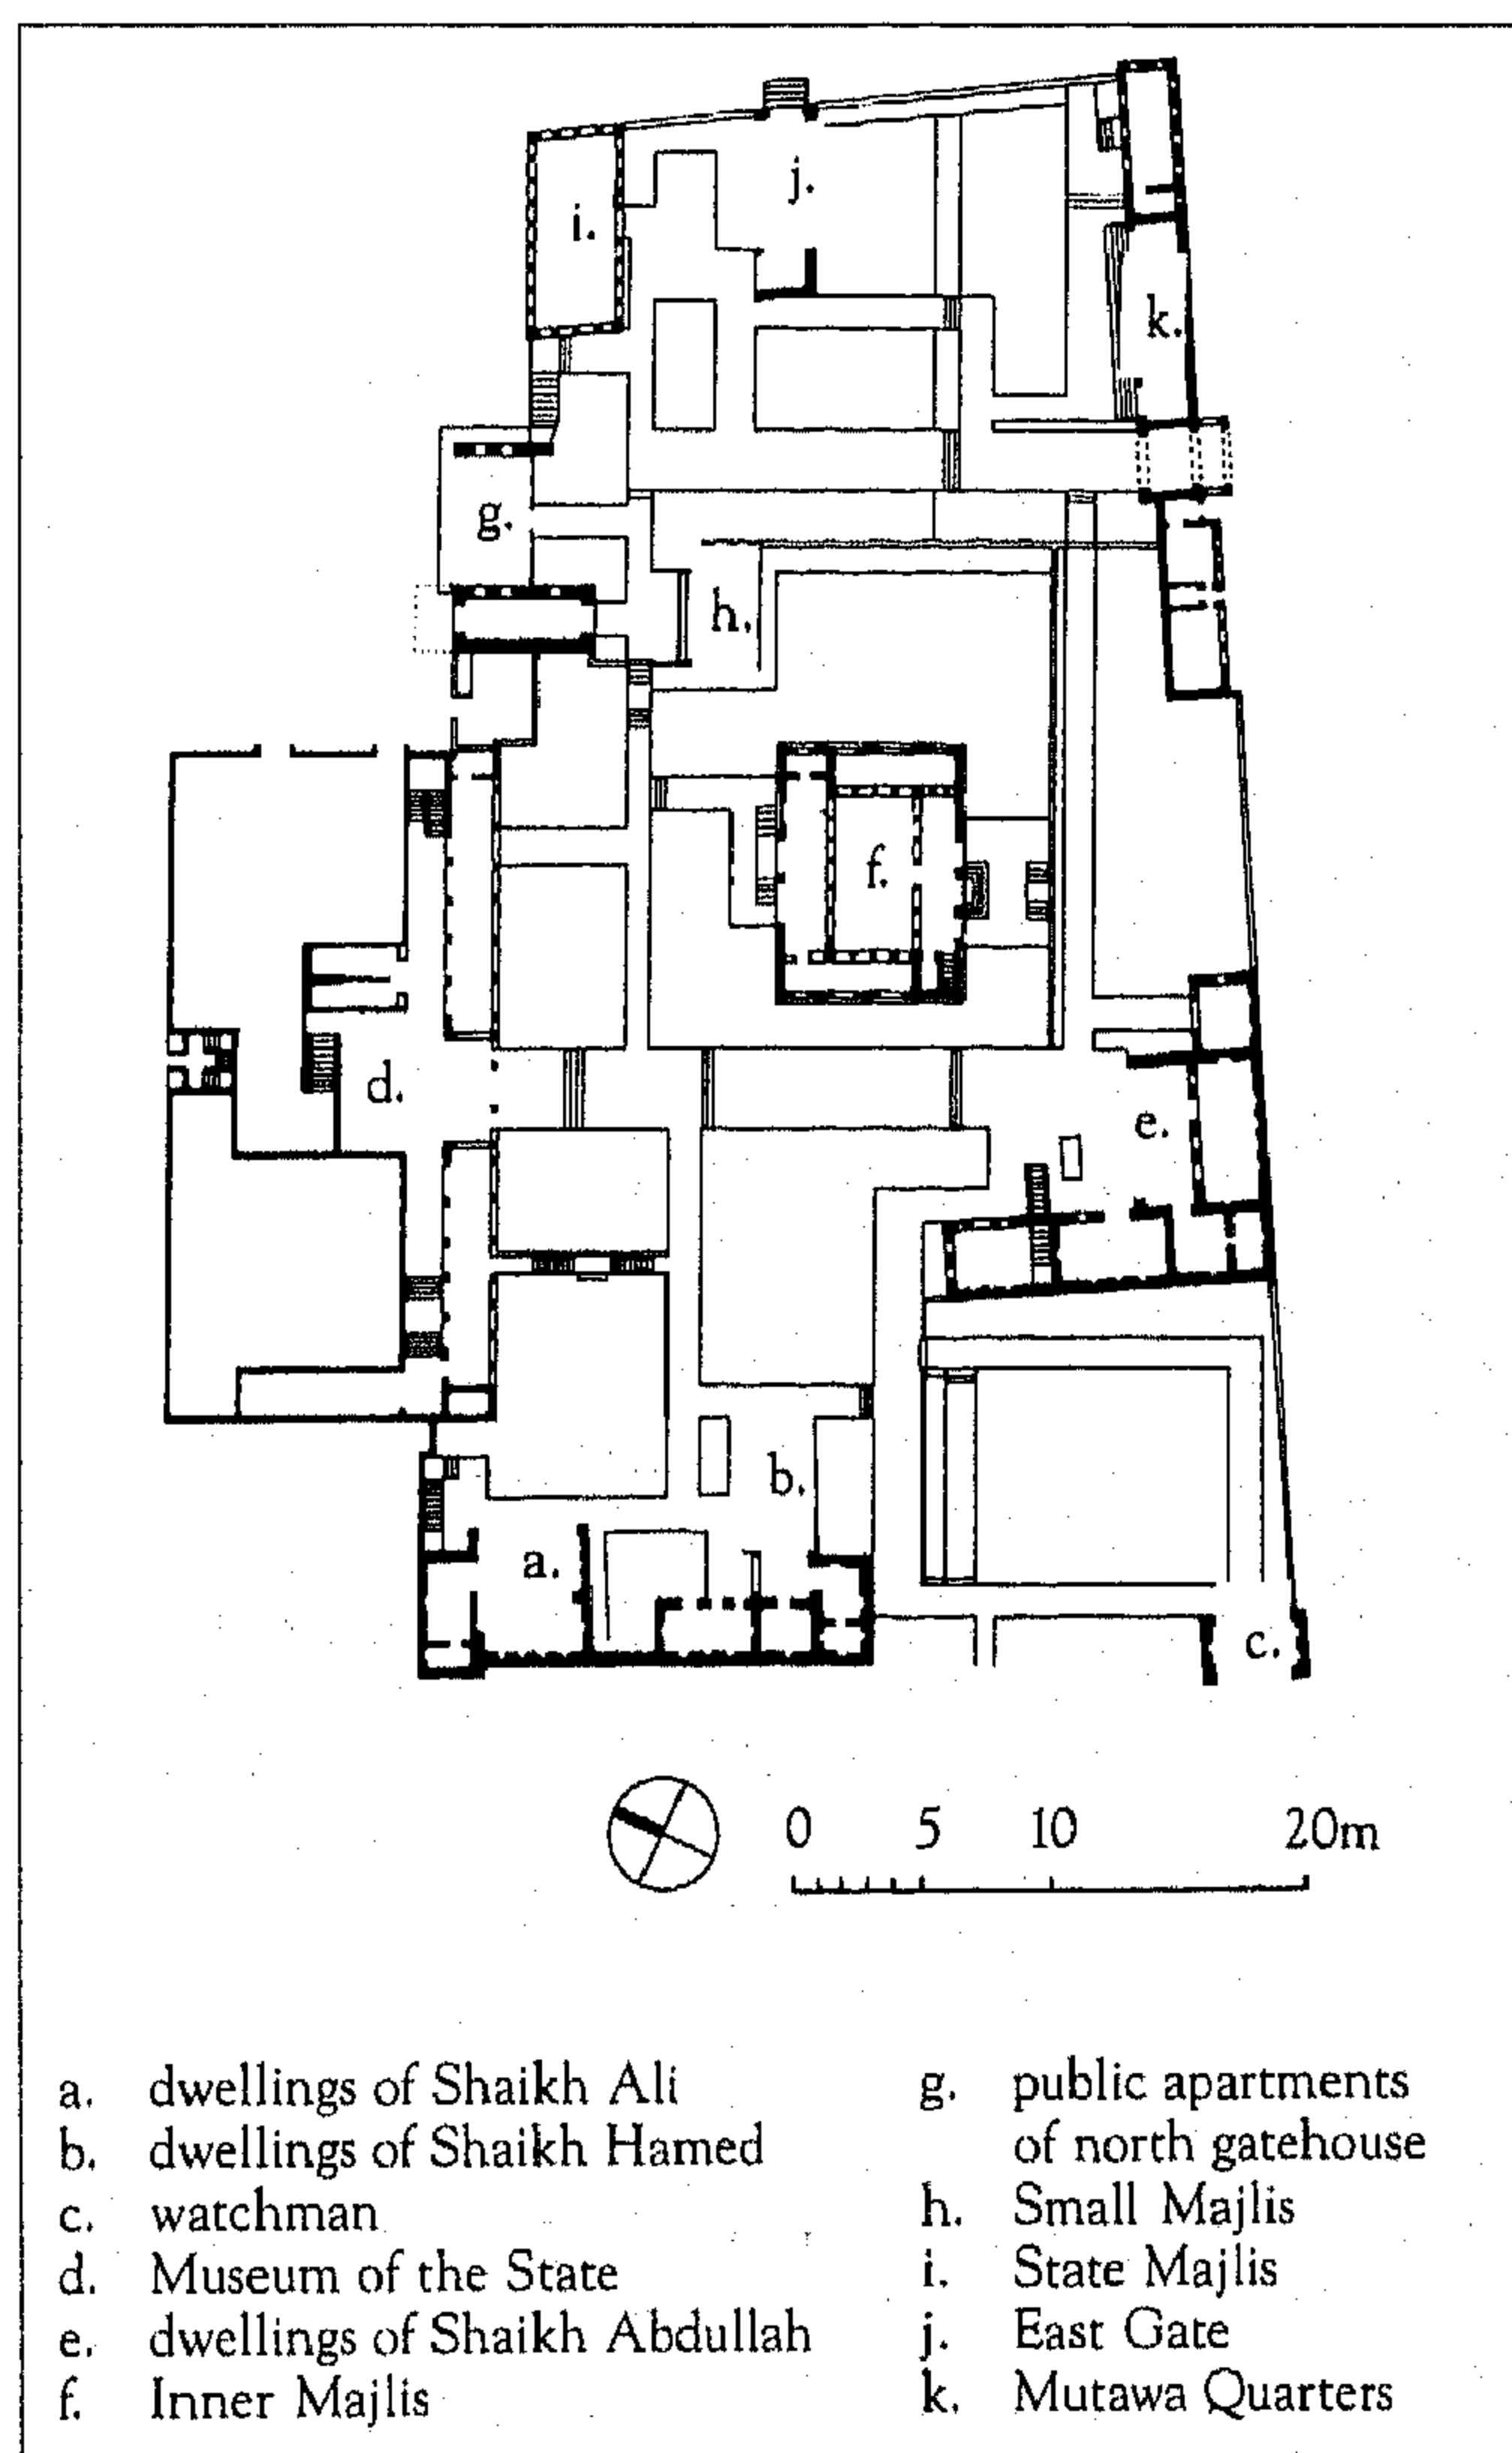 j.
i.
k.
g.
h.
f.
d.
e.
b.
a.
c.
0 5 10 20m
a. dwellings of Shaikh Ali
b. dwellings of Shaikh Hamed
c. watchman
d. Museum of the State
e. dwellings of Shaikh Abdullah
f. Inner Majlis
g. public apartments
of north gatehouse
h. Small Majlis
i. State Majlis
j. East Gate
k. Mutawa Quarters